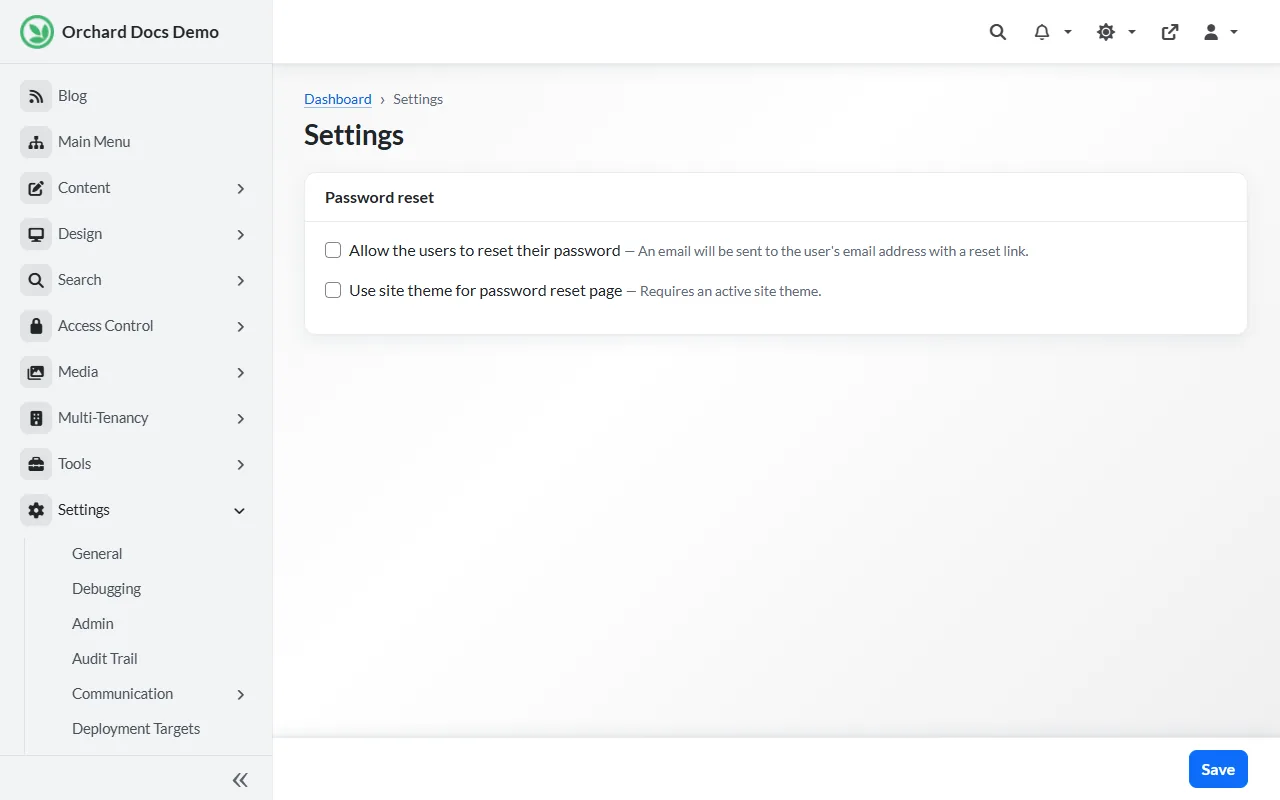 Orchard Docs Demo
Blog
Main Menu
Content
Design
Search
Access Control
Media
Multi-Tenancy
Tools
Settings
General
Debugging
Admin
Audit Trail
Communication
Deployment Targets
Dashboard › Settings
Settings
Password reset
Allow the users to reset their password — An email will be sent to the user's email address with a reset link.
Use site theme for password reset page — Requires an active site theme.
Save